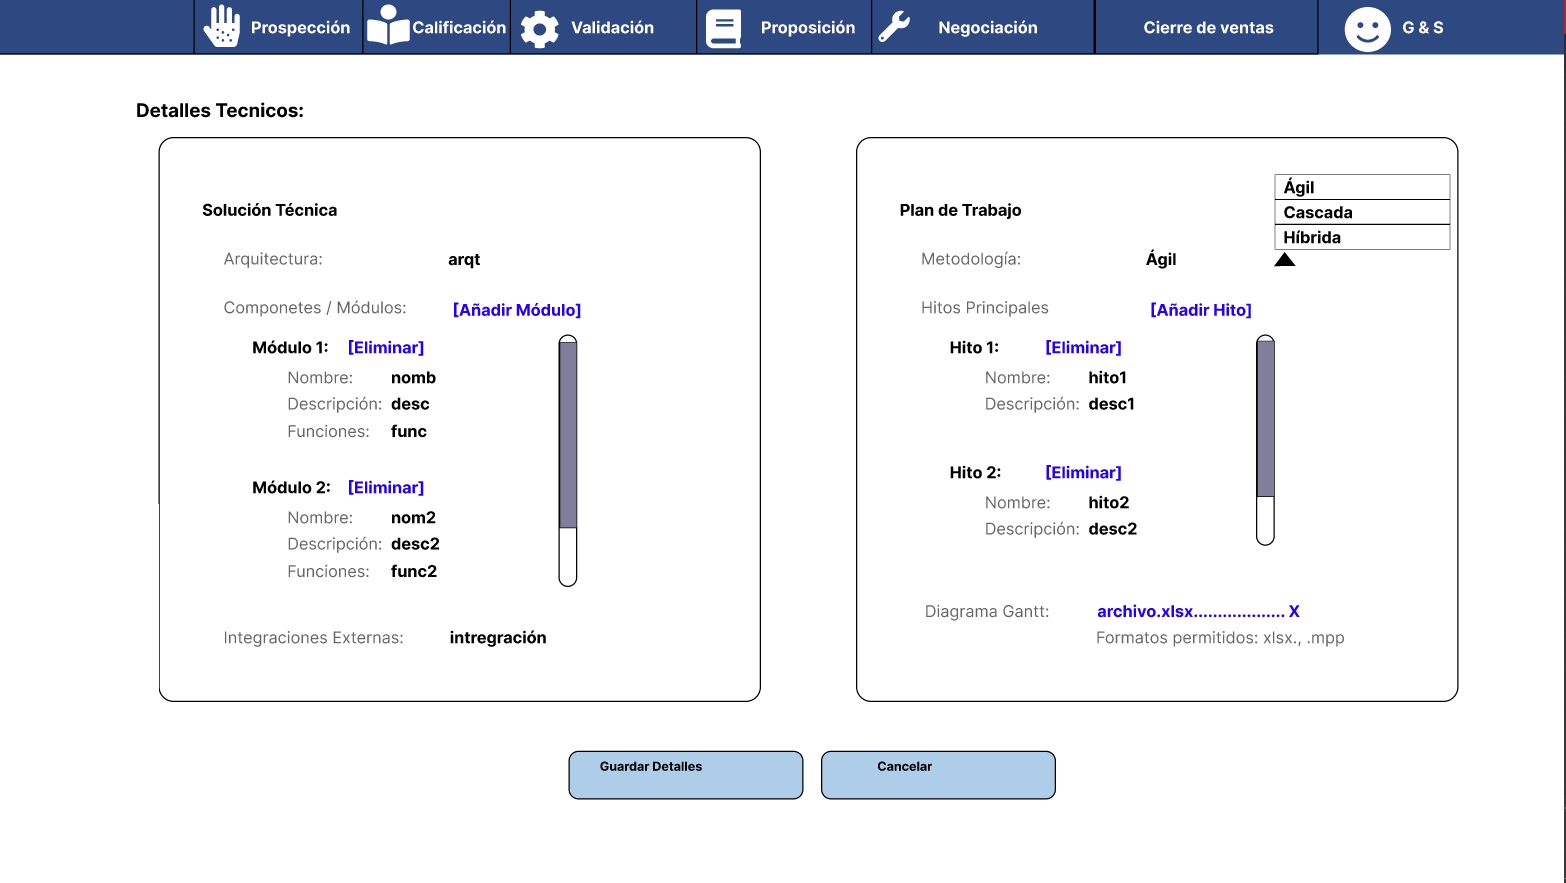 Prospección
Calificación
Validación
Proposición
Negociación
Cierre de ventas
G & S
Detalles Tecnicos:
Solución Técnica
Arquitectura: arqt
Componetes / Módulos: [Añadir Módulo]
Módulo 1: [Eliminar]
Nombre: nomb
Descripción: desc
Funciones: func
Módulo 2: [Eliminar]
Nombre: nom2
Descripción: desc2
Funciones: func2
Integraciones Externas: intregración
Plan de Trabajo
Ágil
Cascada
Híbrida
Metodología: Ágil
Hitos Principales [Añadir Hito]
Hito 1: [Eliminar]
Nombre: hito1
Descripción: desc1
Hito 2: [Eliminar]
Nombre: hito2
Descripción: desc2
Diagrama Gantt: archivo.xlsx................... X
Formatos permitidos: xlsx., .mpp
Guardar Detalles
Cancelar